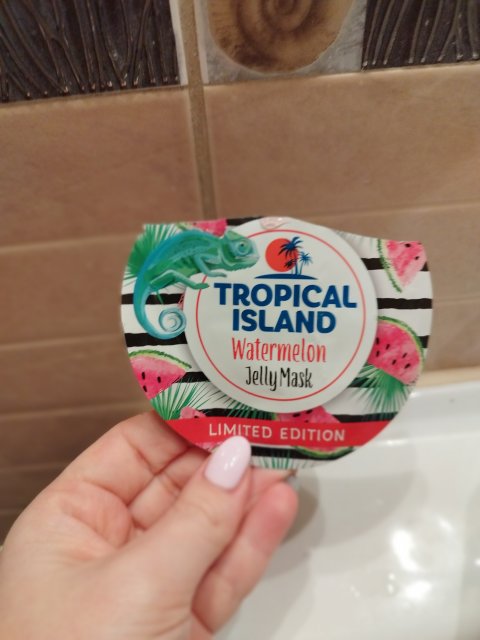 TROPICAL
ISLAND
Watermelon
Jelly Mask
LIMITED EDITION